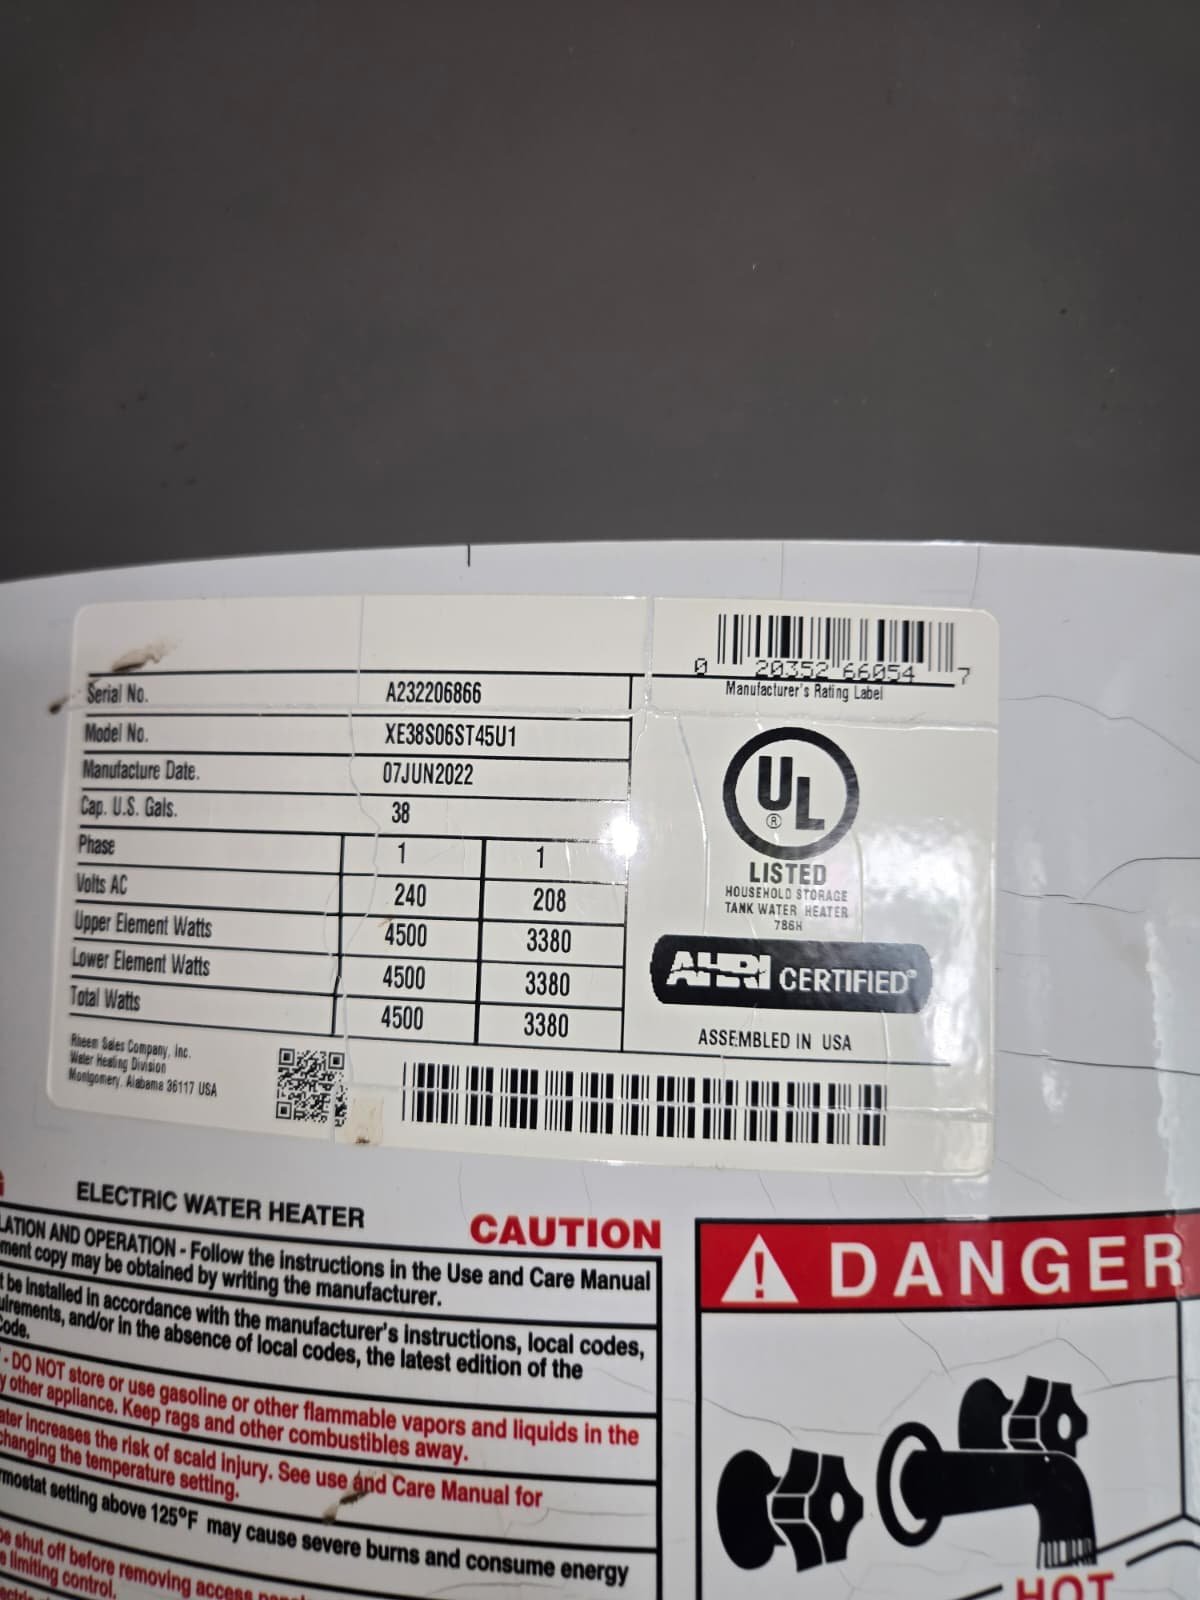 0 20352 66054 7
Manufacturer's Rating Label
Serial No. A232206866
Model No. XE38S06ST45U1
Manufacture Date. 07JUN2022
Cap. U.S. Gals. 38
Phase 1 1
Volts AC 240 208
Upper Element Watts 4500 3380
Lower Element Watts 4500 3380
Total Watts 4500 3380
Rheem Sales Company, Inc.
Water Heating Division
Montgomery, Alabama 36117 USA
UL
®
LISTED
HOUSEHOLD STORAGE
TANK WATER HEATER
786H
AHRI CERTIFIED®
ASSEMBLED IN USA
ELECTRIC WATER HEATER
CAUTION
LATION AND OPERATION - Follow the instructions in the Use and Care Manual
ment copy may be obtained by writing the manufacturer.
t be installed in accordance with the manufacturer's instructions, local codes,
uirements, and/or in the absence of local codes, the latest edition of the
Code.
- DO NOT store or use gasoline or other flammable vapors and liquids in the
y other appliance. Keep rags and other combustibles away.
ater increases the risk of scald injury. See use and Care Manual for
changing the temperature setting.
rmostat setting above 125°F may cause severe burns and consume energy
be shut off before removing access
e limiting control.
DANGER
HOT